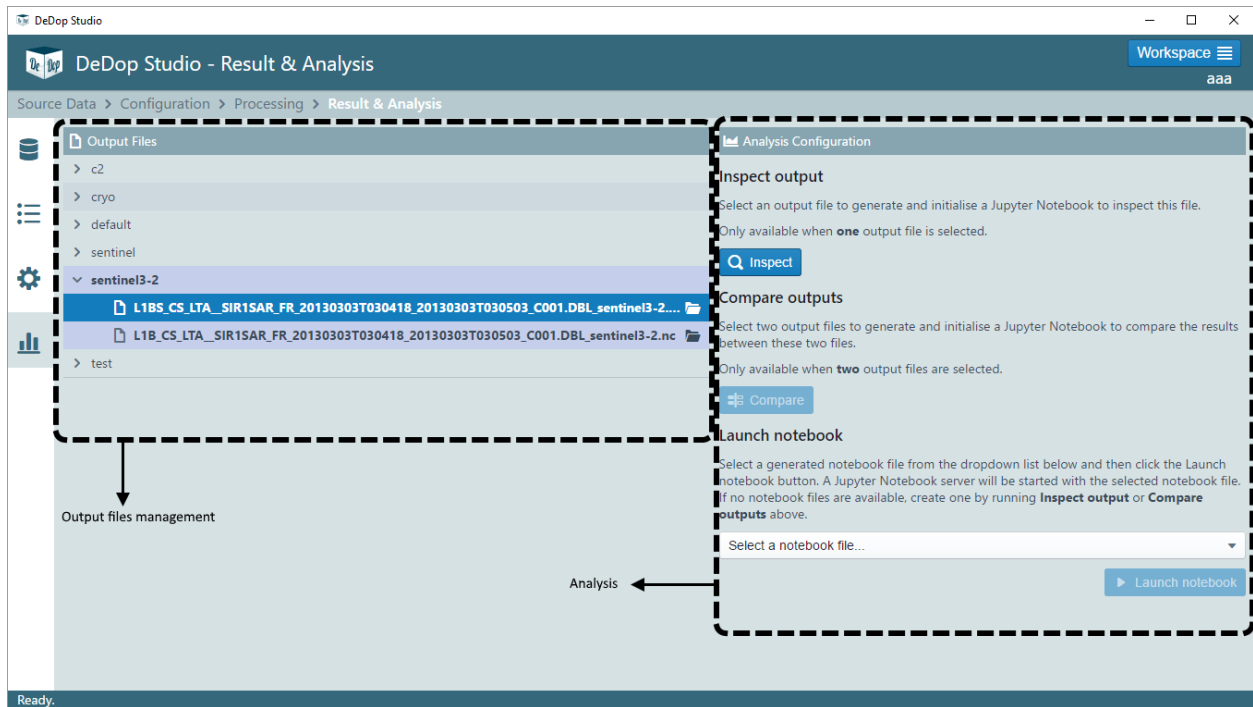 DeDop Studio
De Dop
DeDop Studio - Result & Analysis
Workspace
aaa
Source Data > Configuration > Processing > Result & Analysis
Output Files
> c2
> cryo
> default
> sentinel
sentinel3-2
L1BS_CS_LTA__SIR1SAR_FR_20130303T030418_20130303T030503_C001.DBL_sentinel3-2....
L1B_CS_LTA__SIR1SAR_FR_20130303T030418_20130303T030503_C001.DBL_sentinel3-2.nc
> test
Output files management
Analysis Configuration
Inspect output
Select an output file to generate and initialise a Jupyter Notebook to inspect this file.
Only available when one output file is selected.
Inspect
Compare outputs
Select two output files to generate and initialise a Jupyter Notebook to compare the results
between these two files.
Only available when two output files are selected.
Compare
Launch notebook
Select a generated notebook file from the dropdown list below and then click the Launch
notebook button. A Jupyter Notebook server will be started with the selected notebook file.
If no notebook files are available, create one by running Inspect output or Compare
outputs above.
Select a notebook file...
Launch notebook
Analysis
Ready.